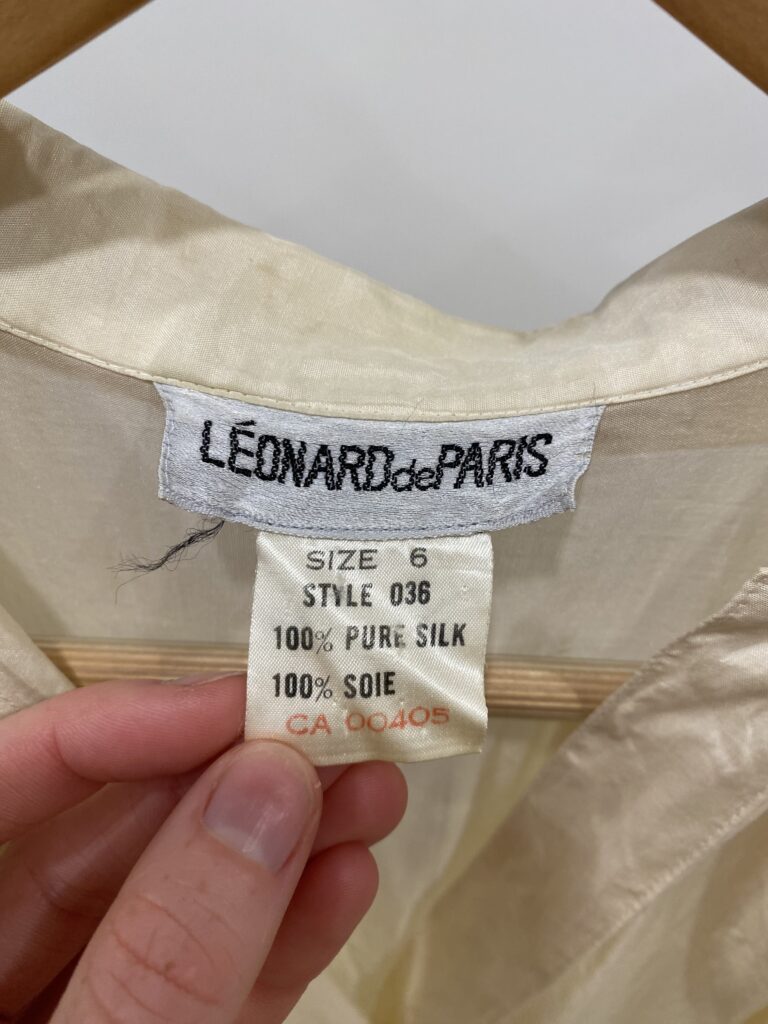 LÉONARDdePARIS
SIZE 6
STYLE 036
100% PURE SILK
100% SOIE
CA 00405